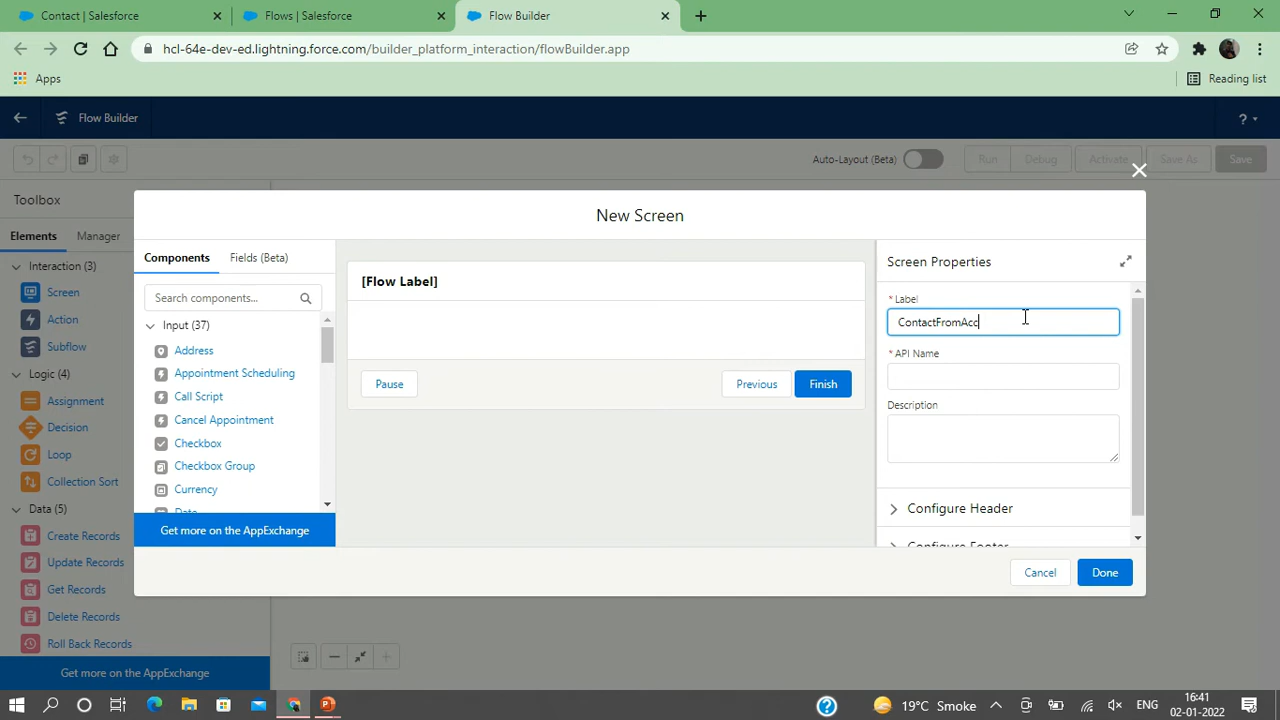 Contact | Salesforce
Flows | Salesforce
Flow Builder
hcl-64e-dev-ed.lightning.force.com/builder_platform_interaction/flowBuilder.app
Apps
Reading list
Flow Builder
?
Auto-Layout (Beta)
Run
Debug
Activate
Save As
Save
Toolbox
Elements
Manager
Interaction (3)
Screen
Action
Subflow
Logic (4)
Assignment
Decision
Loop
Collection Sort
Data (5)
Create Records
Update Records
Get Records
Delete Records
Roll Back Records
Get more on the AppExchange
New Screen
Components
Fields (Beta)
Search components...
Input (37)
Address
Appointment Scheduling
Call Script
Cancel Appointment
Checkbox
Checkbox Group
Currency
Date
Get more on the AppExchange
[Flow Label]
Pause
Previous
Finish
Screen Properties
* Label
ContactFromAcc
* API Name
Description
Configure Header
Configure Footer
Cancel
Done
19°C Smoke
ENG
16:41
02-01-2022